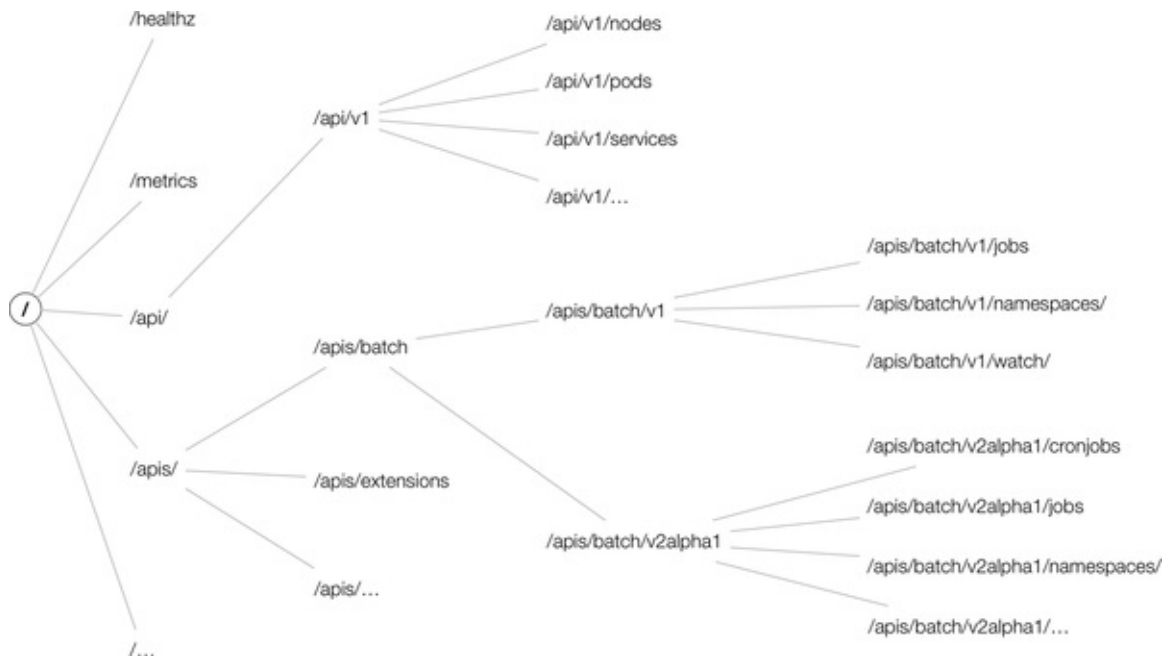 /healthz
/metrics
/
/api/
/apis/
/...
/api/v1
/apis/batch
/apis/extensions
/apis/...
/api/v1/nodes
/api/v1/pods
/api/v1/services
/api/v1/...
/apis/batch/v1
/apis/batch/v2alpha1
/apis/batch/v1/jobs
/apis/batch/v1/namespaces/
/apis/batch/v1/watch/
/apis/batch/v2alpha1/cronjobs
/apis/batch/v2alpha1/jobs
/apis/batch/v2alpha1/namespaces/
/apis/batch/v2alpha1/...